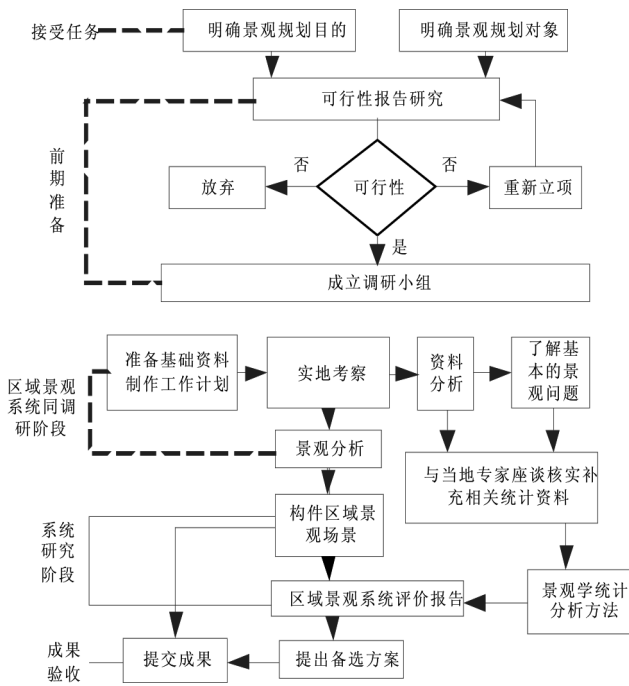 接受任务
明确景观规划目的
明确景观规划对象
可行性报告研究
前
期
准
备
否
否
放弃
可行性
重新立项
是
成立调研小组
准备基础资料
制作工作计划
实地考察
资料
分析
了解基
本的景
观问题
区域景观
系统同调
研阶段
景观分析
与当地专家座谈核实补
充相关统计资料
构件区域景
观场景
系统
研究
阶段
区域景观系统评价报告
景观学统计
分析方法
成果
验收
提交成果
提出备选方案